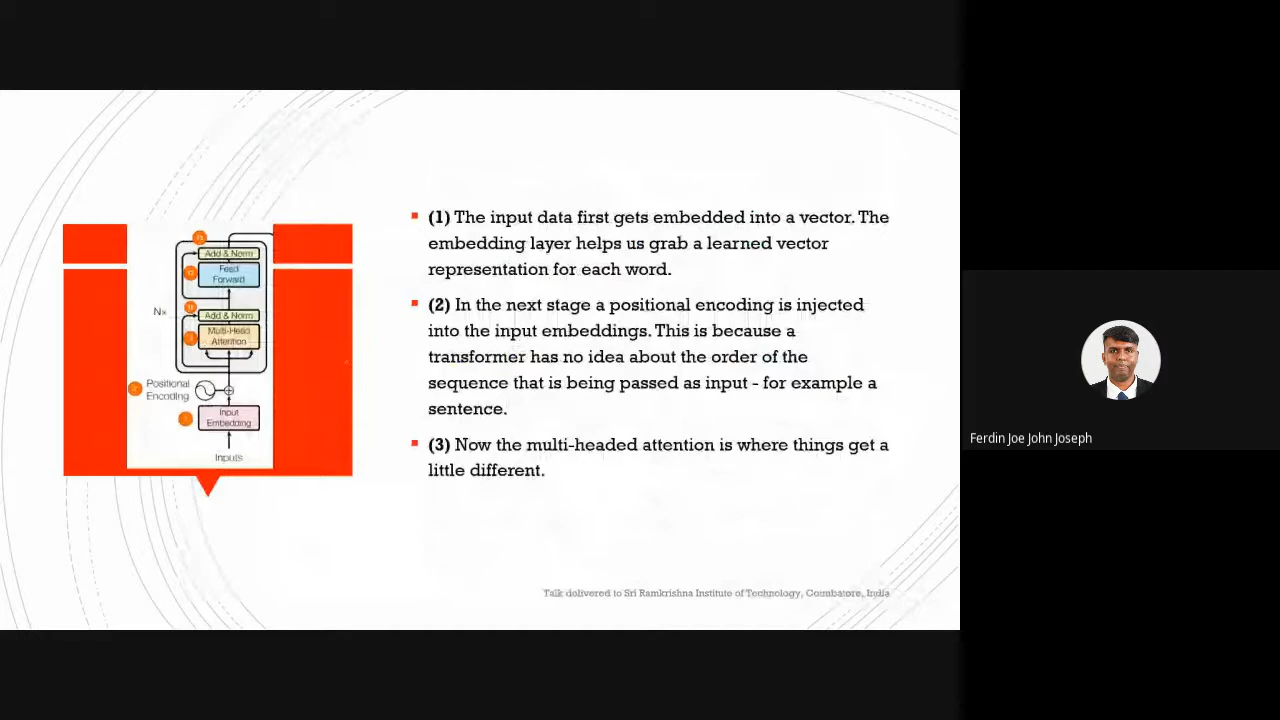 Add & Norm
Feed
Forward
Nx
Add & Norm
Multi-Head
Attention
Positional
Encoding
Input
Embedding
Inputs
(1) The input data first gets embedded into a vector. The
embedding layer helps us grab a learned vector
representation for each word.
(2) In the next stage a positional encoding is injected
into the input embeddings. This is because a
transformer has no idea about the order of the
sequence that is being passed as input - for example a
sentence.
(3) Now the multi-headed attention is where things get a
little different.
Talk delivered to Sri Ramkrishna Institute of Technology, Coimbatore, India
Ferdin Joe John Joseph